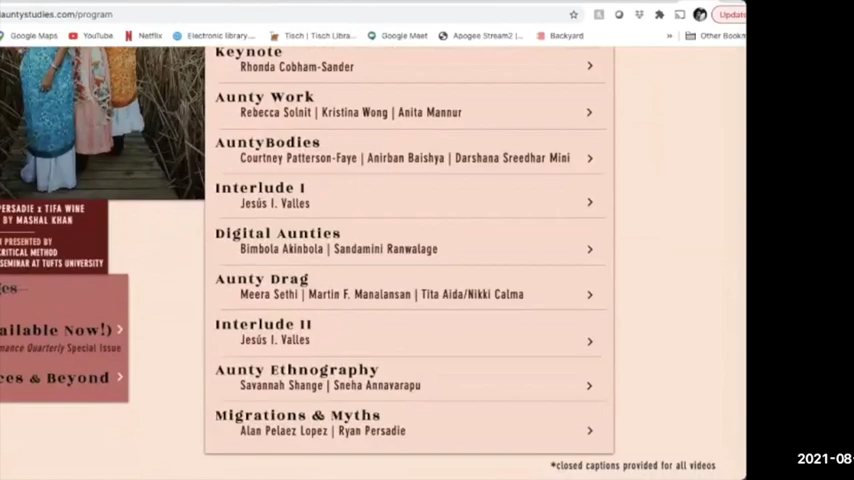 iauntystudies.com/program
Update
Google Maps
YouTube
Netflix
Electronic library...
Tisch | Tisch Libra...
Google Meet
Apogee Stream2 |...
Backyard
»
Other Bookm
Keynote
Rhonda Cobham-Sander
Aunty Work
Rebecca Solnit | Kristina Wong | Anita Mannur
AuntyBodies
Courtney Patterson-Faye | Anirban Baishya | Darshana Sreedhar Mini
Interlude I
Jesús I. Valles
Digital Aunties
Bimbola Akinbola | Sandamini Ranwalage
Aunty Drag
Meera Sethi | Martin F. Manalansan | Tita Aida/Nikki Calma
Interlude II
Jesús I. Valles
Aunty Ethnography
Savannah Shange | Sneha Annavarapu
Migrations & Myths
Alan Pelaez Lopez | Ryan Persadie
*closed captions provided for all videos
PERSADIE x TIFA WINE
BY MASHAL KHAN
PRESENTED BY
CRITICAL METHOD
SEMINAR AT TUFTS UNIVERSITY
ges—
ailable Now!)
mance Quarterly Special Issue
ces & Beyond
2021-08-